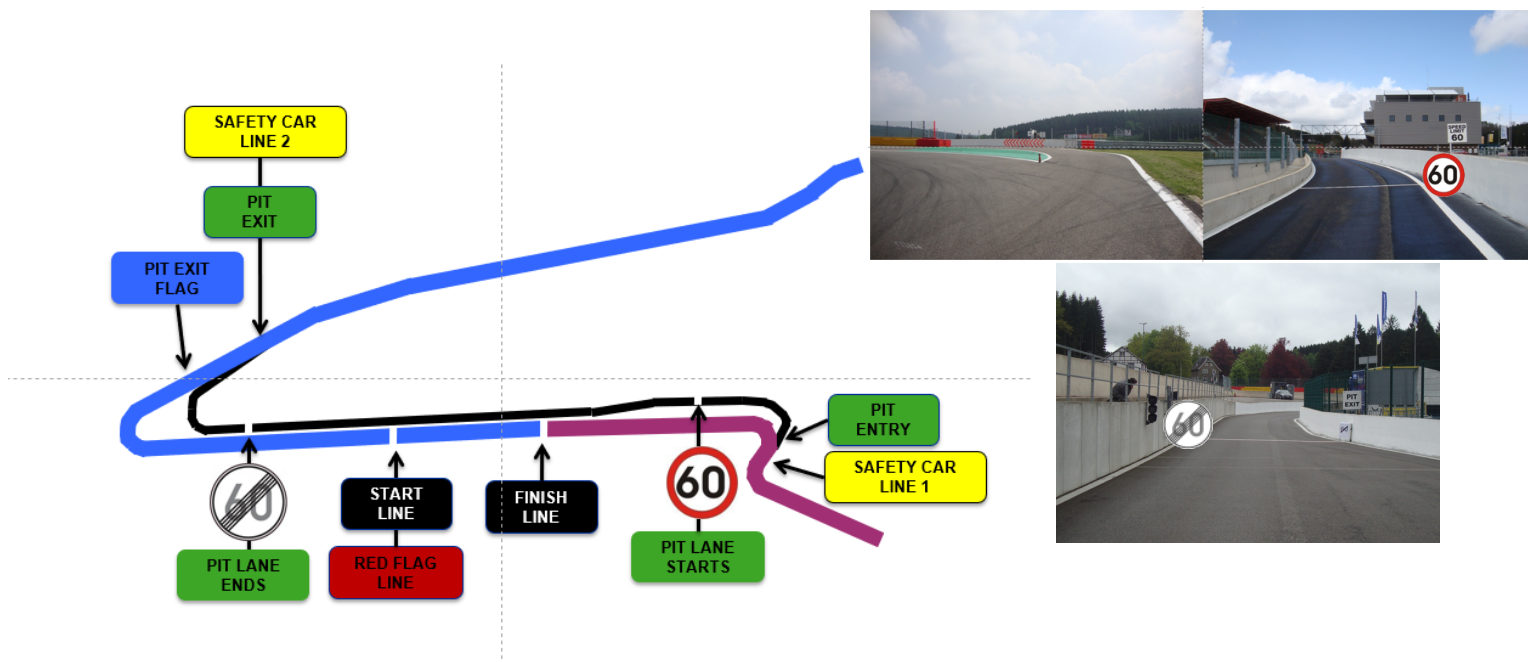 SAFETY CAR
LINE 2
PIT
EXIT
PIT EXIT
FLAG
PIT
ENTRY
SAFETY CAR
LINE 1
60
START
LINE
FINISH
LINE
60
PIT LANE
ENDS
RED FLAG
LINE
PIT LANE
STARTS
SPEED
LIMIT
60
60
60
PIT
EXIT